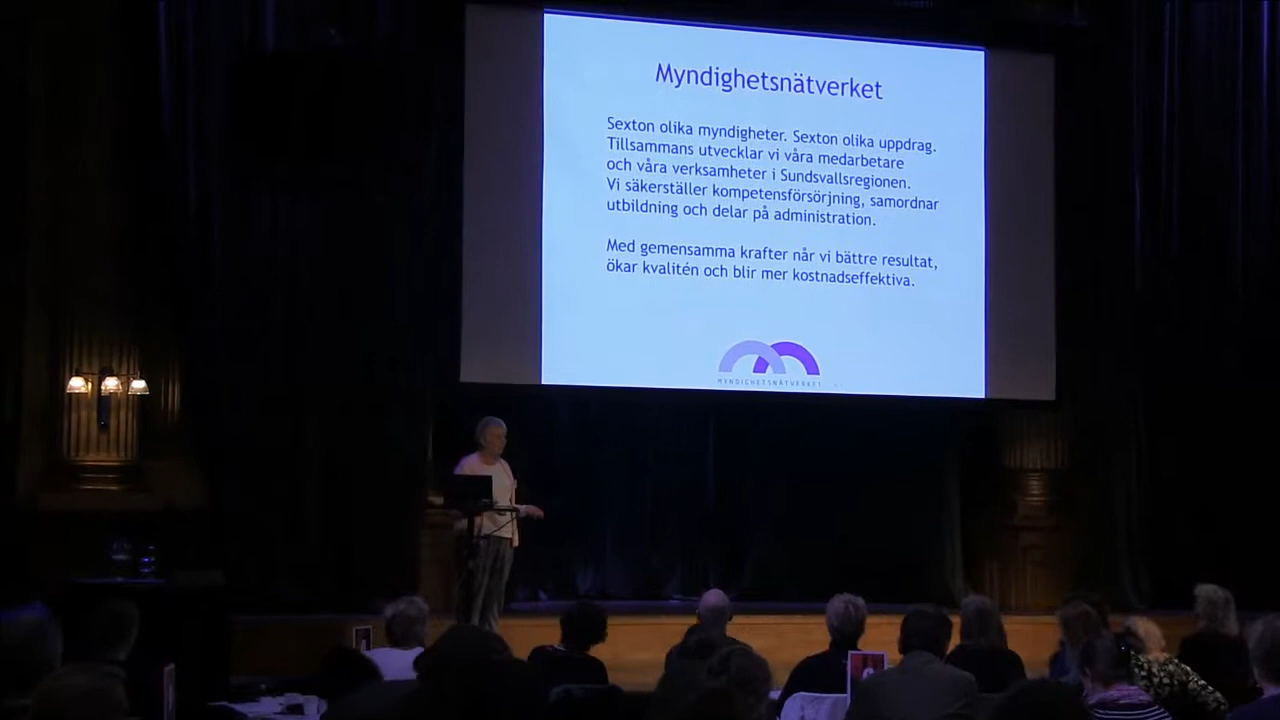 Myndighetsnätverket
Sexton olika myndigheter. Sexton olika uppdrag.
Tillsammans utvecklar vi våra medarbetare
och våra verksamheter i Sundsvallsregionen.
Vi säkerställer kompetensförsörjning, samordnar
utbildning och delar på administration.
Med gemensamma krafter når vi bättre resultat,
ökar kvalitén och blir mer kostnadseffektiva.
MYNDIGHETSNÄTVERKET